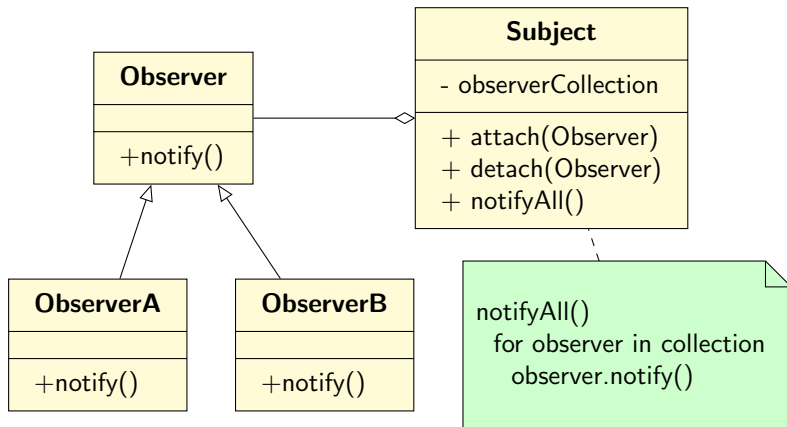 Observer
+notify()
Subject
- observerCollection
+ attach(Observer)
+ detach(Observer)
+ notifyAll()
ObserverA
+notify()
ObserverB
+notify()
notifyAll()
for observer in collection
observer.notify()